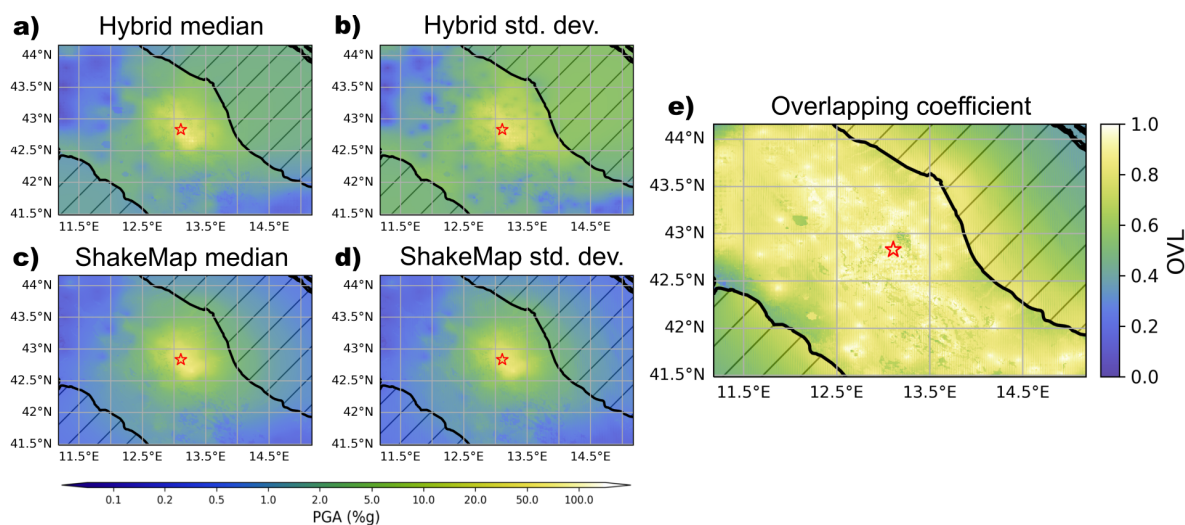 a) Hybrid median
44°N
43.5°N
43°N
42.5°N
42°N
41.5°N
11.5°E 12.5°E 13.5°E 14.5°E
b) Hybrid std. dev.
44°N
43.5°N
43°N
42.5°N
42°N
41.5°N
11.5°E 12.5°E 13.5°E 14.5°E
c) ShakeMap median
44°N
43.5°N
43°N
42.5°N
42°N
41.5°N
11.5°E 12.5°E 13.5°E 14.5°E
d) ShakeMap std. dev.
44°N
43.5°N
43°N
42.5°N
42°N
41.5°N
11.5°E 12.5°E 13.5°E 14.5°E
0.1 0.2 0.5 1.0 2.0 5.0 10.0 20.0 50.0 100.0
PGA (%g)
e) Overlapping coefficient
44°N
43.5°N
43°N
42.5°N
42°N
41.5°N
11.5°E 12.5°E 13.5°E 14.5°E
1.0
0.8
0.6
0.4
0.2
0.0
OVL